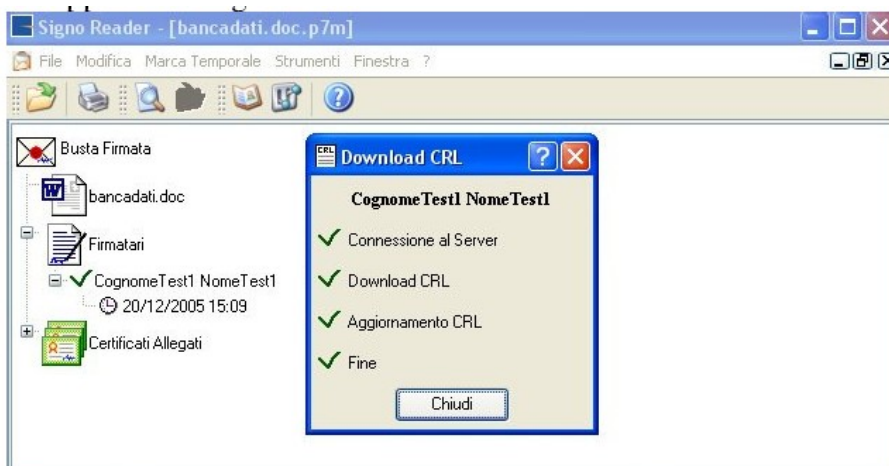 Signo Reader - [bancadati.doc.p7m]
File Modifica Marca Temporale Strumenti Finestra ?
Busta Firmata
bancadati.doc
Firmatari
CognomeTest1 NomeTest1
20/12/2005 15:09
Certificati Allegati
CRL Download CRL
CognomeTest1 NomeTest1
Connessione al Server
Download CRL
Aggiornamento CRL
Fine
Chiudi